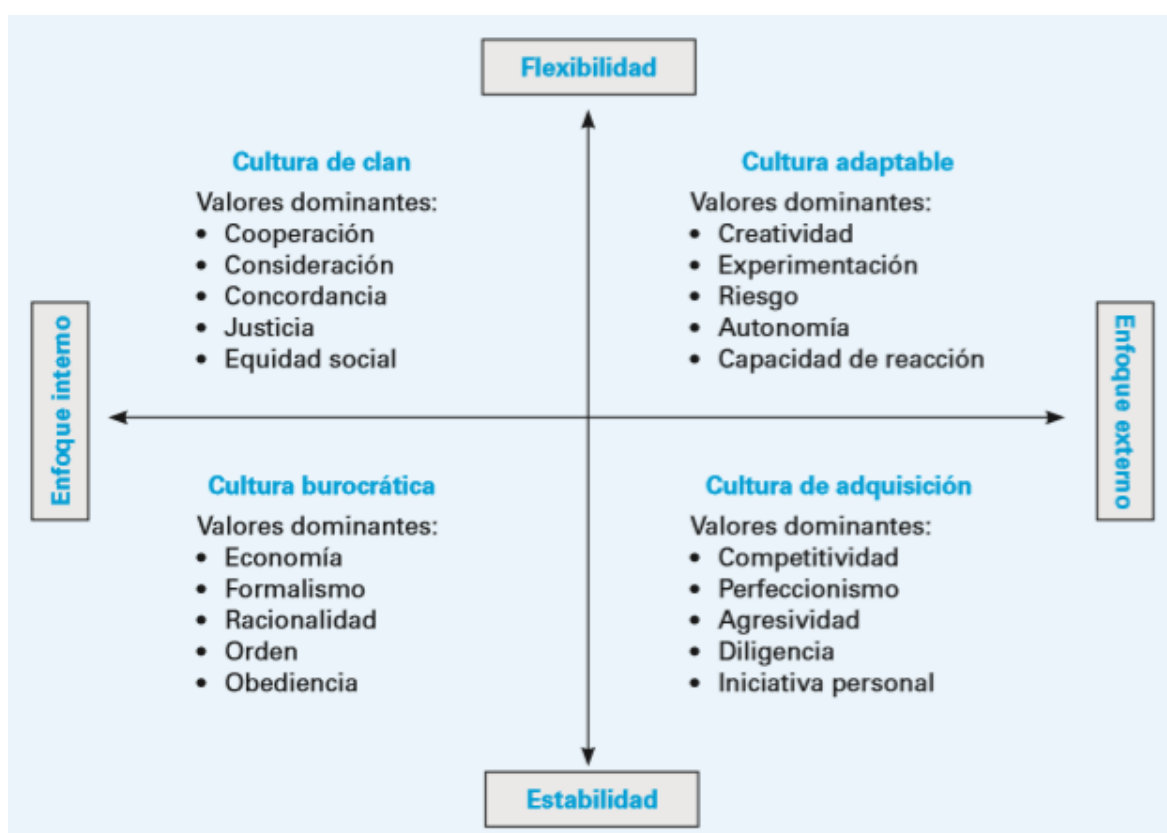 Flexibilidad
Cultura de clan
Valores dominantes:
• Cooperación
• Consideración
• Concordancia
• Justicia
• Equidad social
Cultura adaptable
Valores dominantes:
• Creatividad
• Experimentación
• Riesgo
• Autonomía
• Capacidad de reacción
Enfoque interno
Enfoque externo
Cultura burocrática
Valores dominantes:
• Economía
• Formalismo
• Racionalidad
• Orden
• Obediencia
Cultura de adquisición
Valores dominantes:
• Competitividad
• Perfeccionismo
• Agresividad
• Diligencia
• Iniciativa personal
Estabilidad